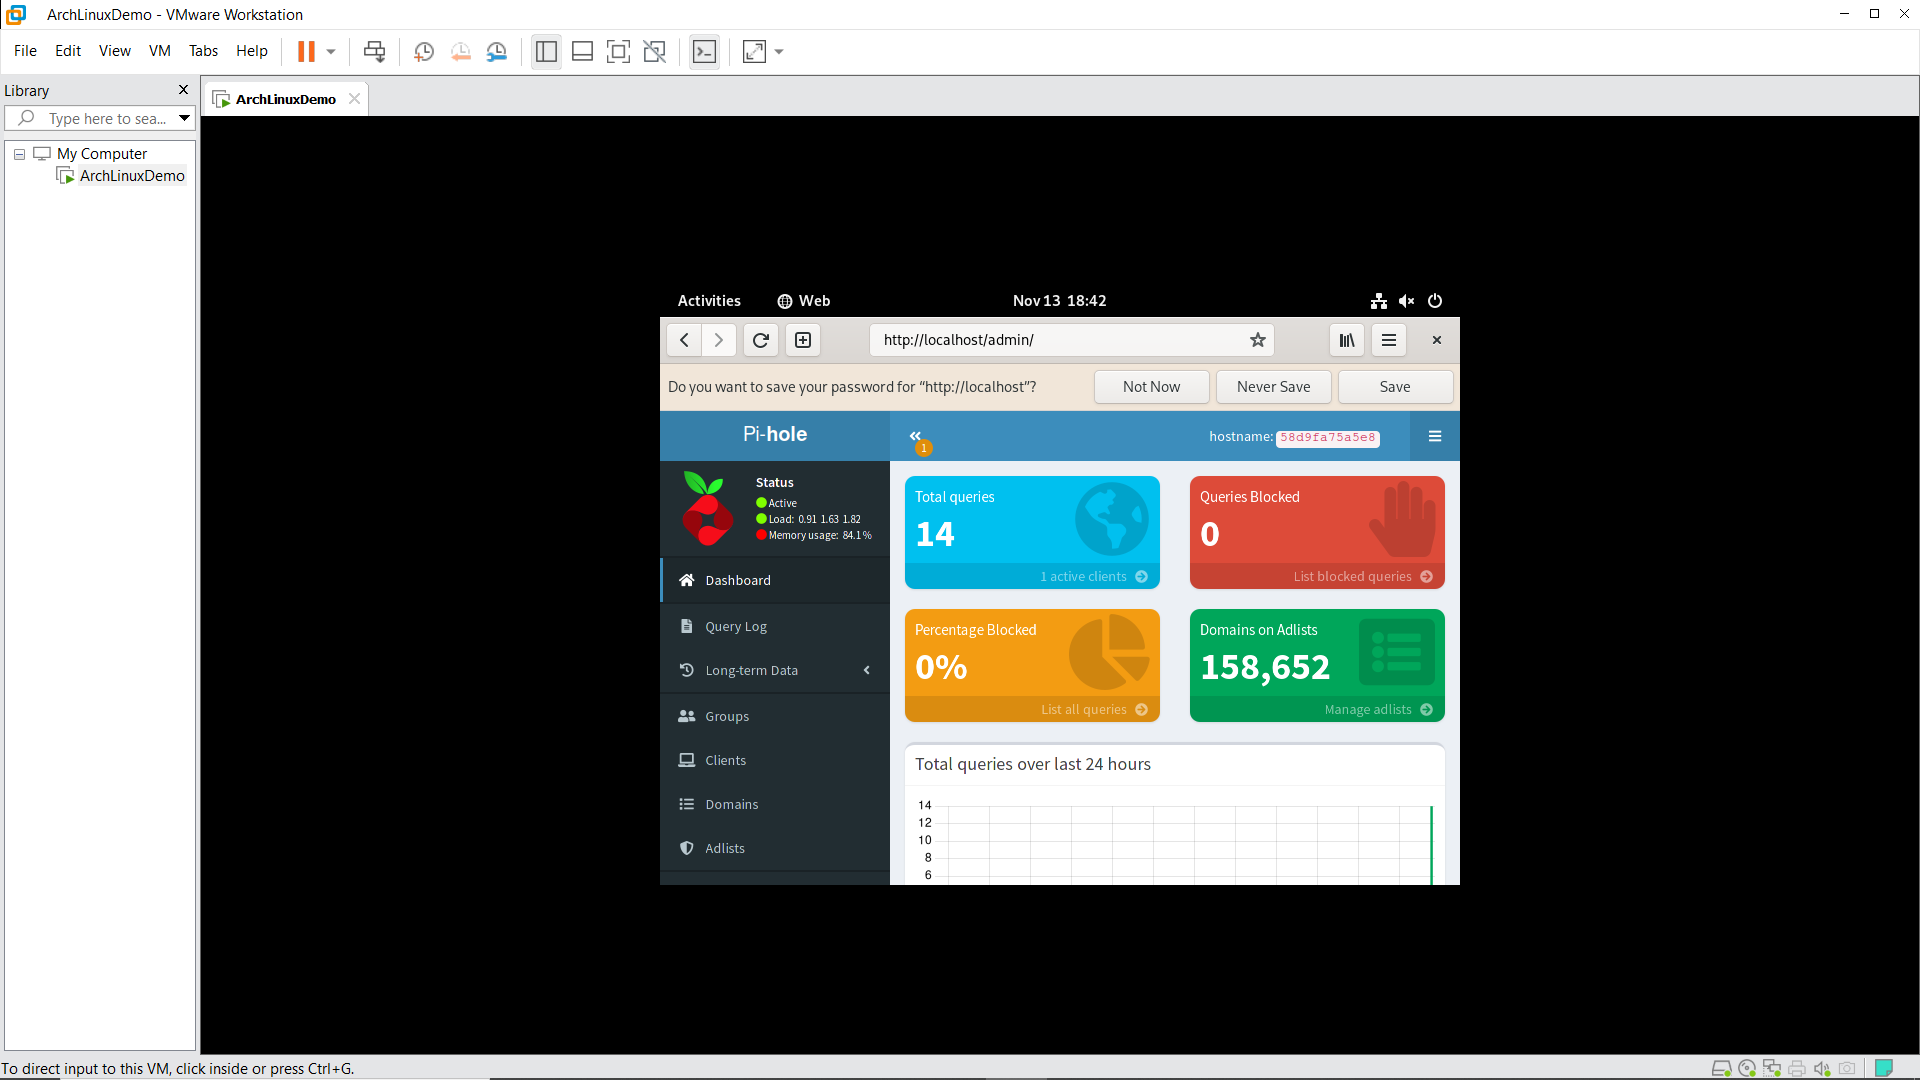 ArchLinuxDemo - VMware Workstation
File Edit View VM Tabs Help
Library
Type here to sea...
My Computer
ArchLinuxDemo
ArchLinuxDemo
Activities Web Nov 13 18:42
http://localhost/admin/
Do you want to save your password for “http://localhost”? Not Now Never Save Save
Pi-hole
1
hostname: 58d9fa75a5e8
Status
Active
Load: 0.91 1.63 1.82
Memory usage: 84.1%
Dashboard
Query Log
Long-term Data
Groups
Clients
Domains
Adlists
Total queries
14
1 active clients
Queries Blocked
0
List blocked queries
Percentage Blocked
0%
List all queries
Domains on Adlists
158,652
Manage adlists
Total queries over last 24 hours
14
12
10
8
6
To direct input to this VM, click inside or press Ctrl+G.